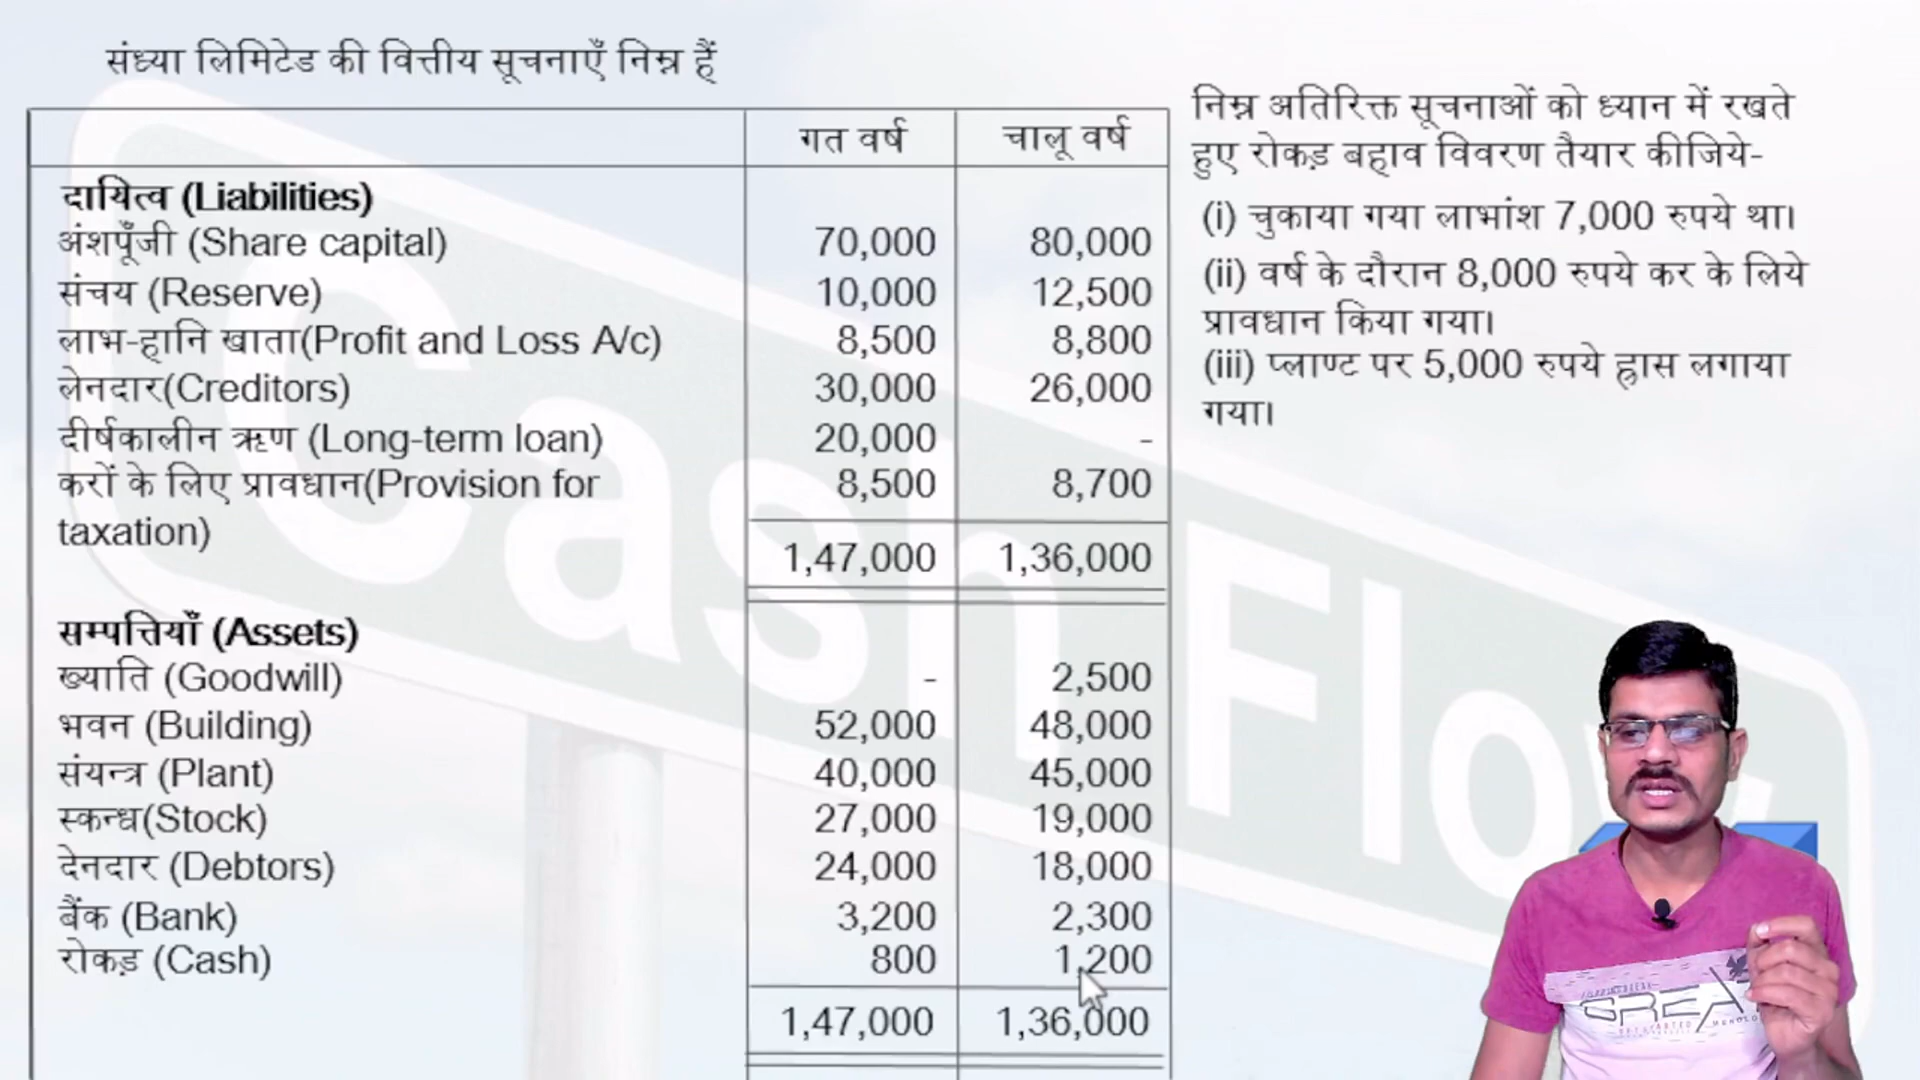 संध्या लिमिटेड की वित्तीय सूचनाएँ निम्न हैं
गत वर्ष चालू वर्ष
दायित्व (Liabilities)
अंशपूँजी (Share capital) 70,000 80,000
संचय (Reserve) 10,000 12,500
लाभ-हानि खाता(Profit and Loss A/c) 8,500 8,800
लेनदार(Creditors) 30,000 26,000
दीर्षकालीन ऋण (Long-term loan) 20,000 -
करों के लिए प्रावधान(Provision for 8,500 8,700
taxation)
1,47,000 1,36,000
सम्पत्तियाँ (Assets)
ख्याति (Goodwill) - 2,500
भवन (Building) 52,000 48,000
संयन्त्र (Plant) 40,000 45,000
स्कन्ध(Stock) 27,000 19,000
देनदार (Debtors) 24,000 18,000
बैंक (Bank) 3,200 2,300
रोकड़ (Cash) 800 1,200
1,47,000 1,36,000
निम्न अतिरिक्त सूचनाओं को ध्यान में रखते
हुए रोकड़ बहाव विवरण तैयार कीजिये-
(i) चुकाया गया लाभांश 7,000 रुपये था।
(ii) वर्ष के दौरान 8,000 रुपये कर के लिये
प्रावधान किया गया।
(iii) प्लाण्ट पर 5,000 रुपये ह्रास लगाया
गया।
Cash Flow
GREA